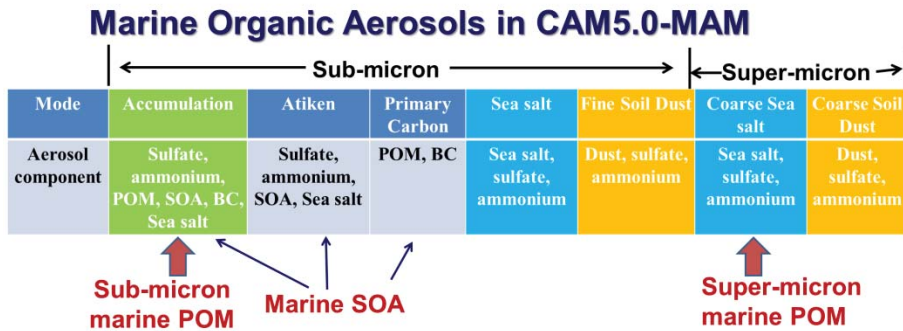 Marine Organic Aerosols in CAM5.0-MAM
Sub-micron
Super-micron
Mode
Accumulation
Atiken
Primary
Carbon
Sea salt
Fine Soil Dust
Coarse Sea
salt
Coarse Soil
Dust
Aerosol
component
Sulfate,
ammonium,
POM, SOA, BC,
Sea salt
Sulfate,
ammonium,
SOA, Sea salt
POM, BC
Sea salt,
sulfate,
ammonium
Dust, sulfate,
ammonium
Sea salt,
sulfate,
ammonium
Dust,
sulfate,
ammonium
Sub-micron
marine POM
Marine SOA
Super-micron
marine POM